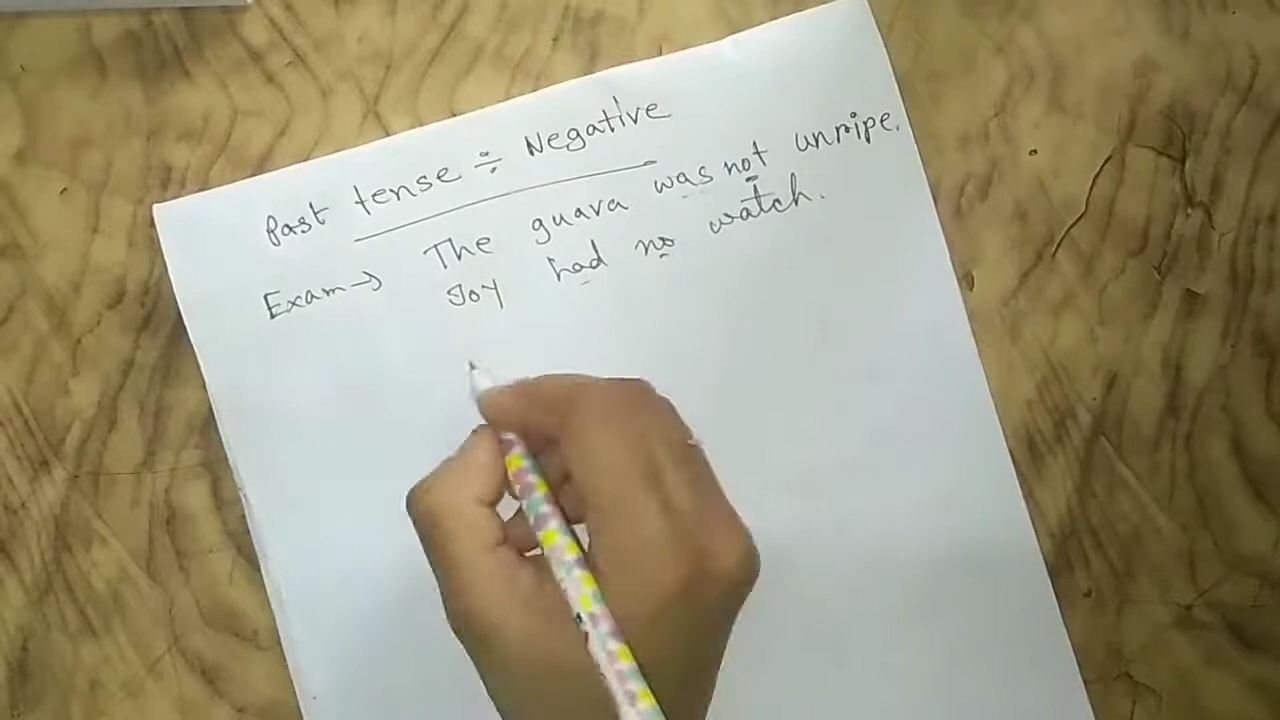 Past tense ÷ Negative
Exam → The guava was not unripe.
Joy had no watch.